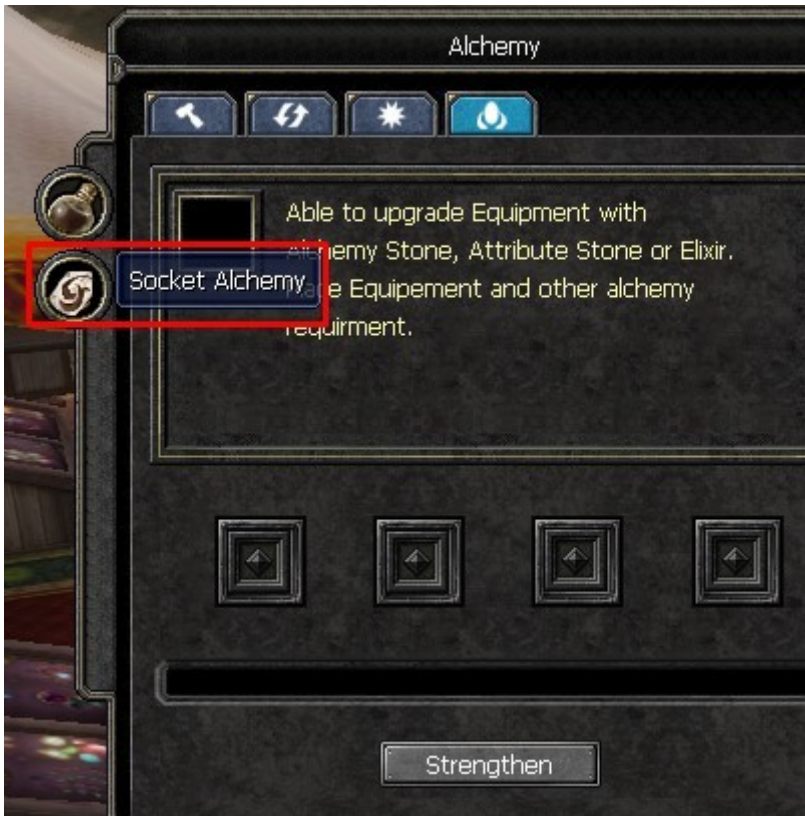 Alchemy
Able to upgrade Equipment with
Alchemy Stone, Attribute Stone or Elixir.
Socket Alchemy
Place Equipement and other alchemy
requirment.
Strengthen